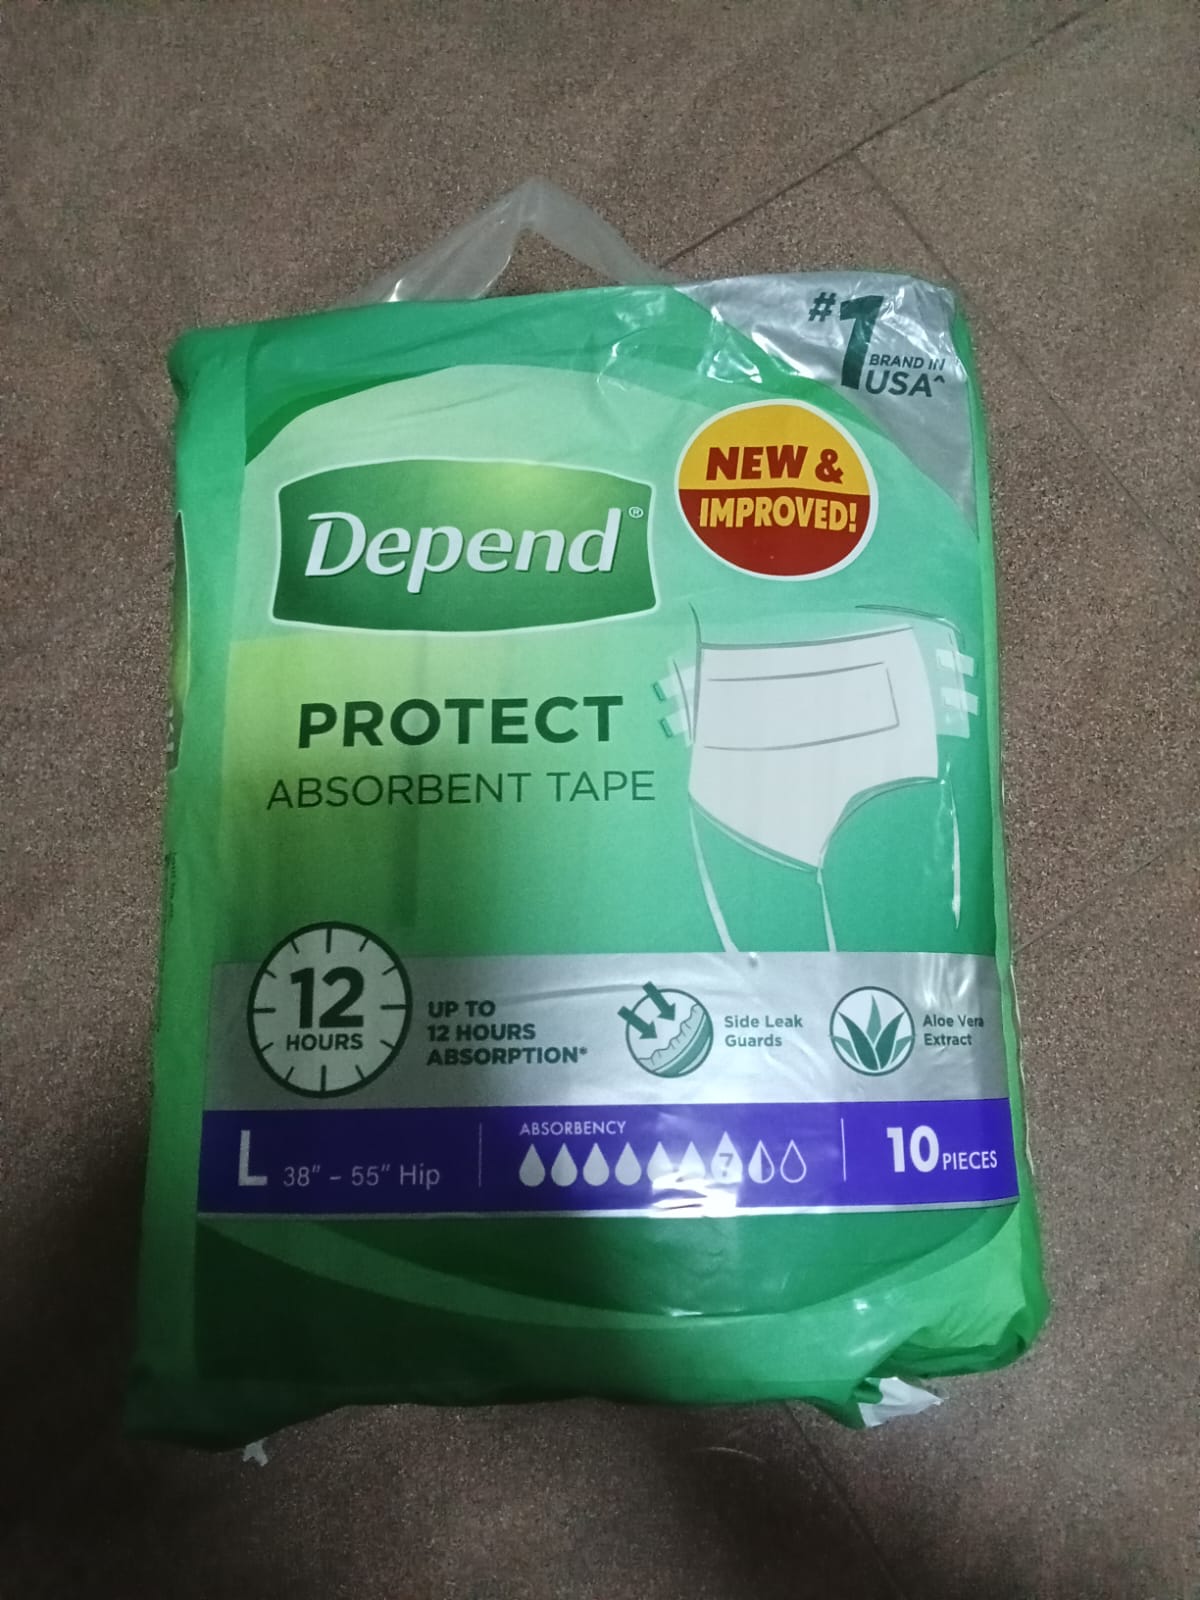 #1
BRAND IN
USA^
NEW &
IMPROVED!
Depend®
PROTECT
ABSORBENT TAPE
12
HOURS
UP TO
12 HOURS
ABSORPTION*
Side Leak
Guards
Aloe Vera
Extract
L 38" - 55" Hip
ABSORBENCY
7
10 PIECES